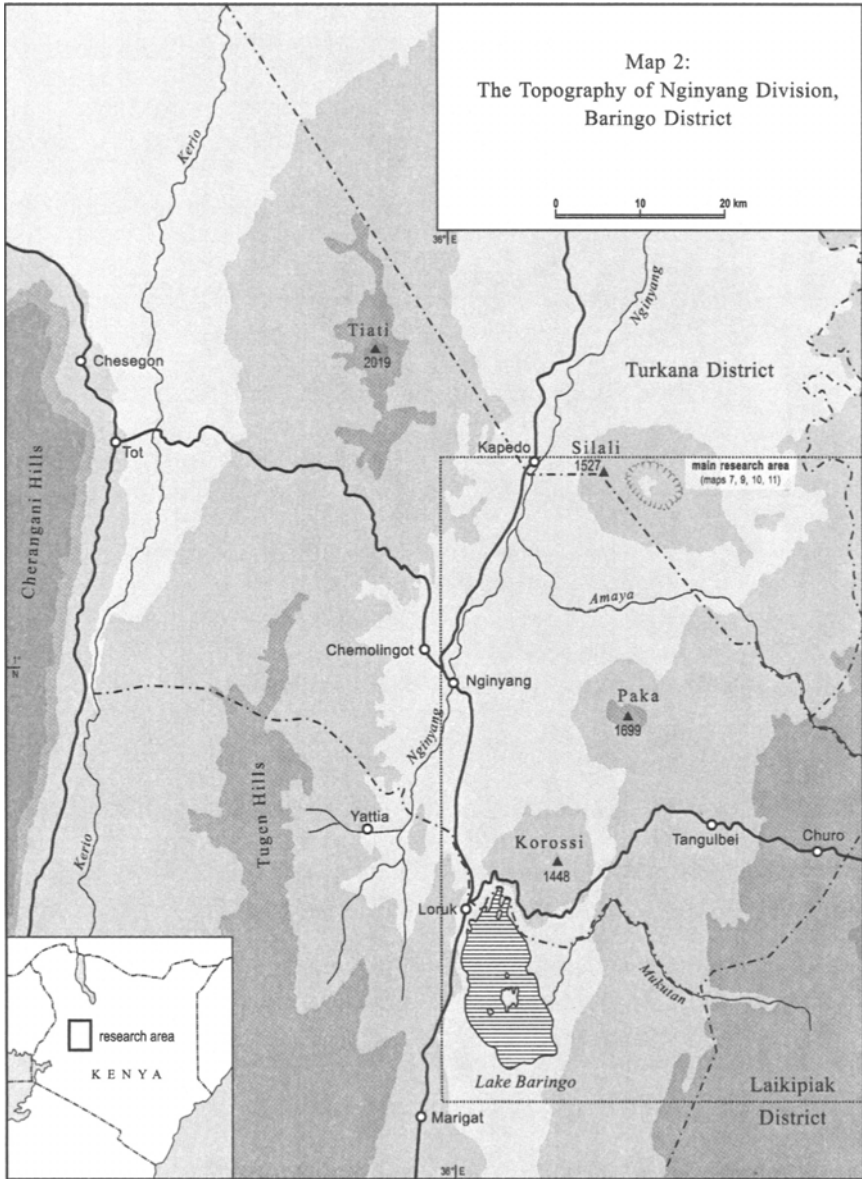 Map 2:
The Topography of Nginyang Division,
Baringo District
0
10
20 km
36° E
Kerio
Nginyang
Tiati
2019
Chesegon
Turkana District
Tot
Kapedo
Silali
1527
main research area
(maps 7, 9, 10, 11)
Cherangani Hills
Amaya
Chemolingot
1°
N
Nginyang
Paka
1699
Nginyang
Tugen Hills
Yattia
Kerio
Korossi
1448
Tangulbei
Churo
Loruk
Mukutan
research area
KENYA
Lake Baringo
Laikipiak
District
Marigat
36° E